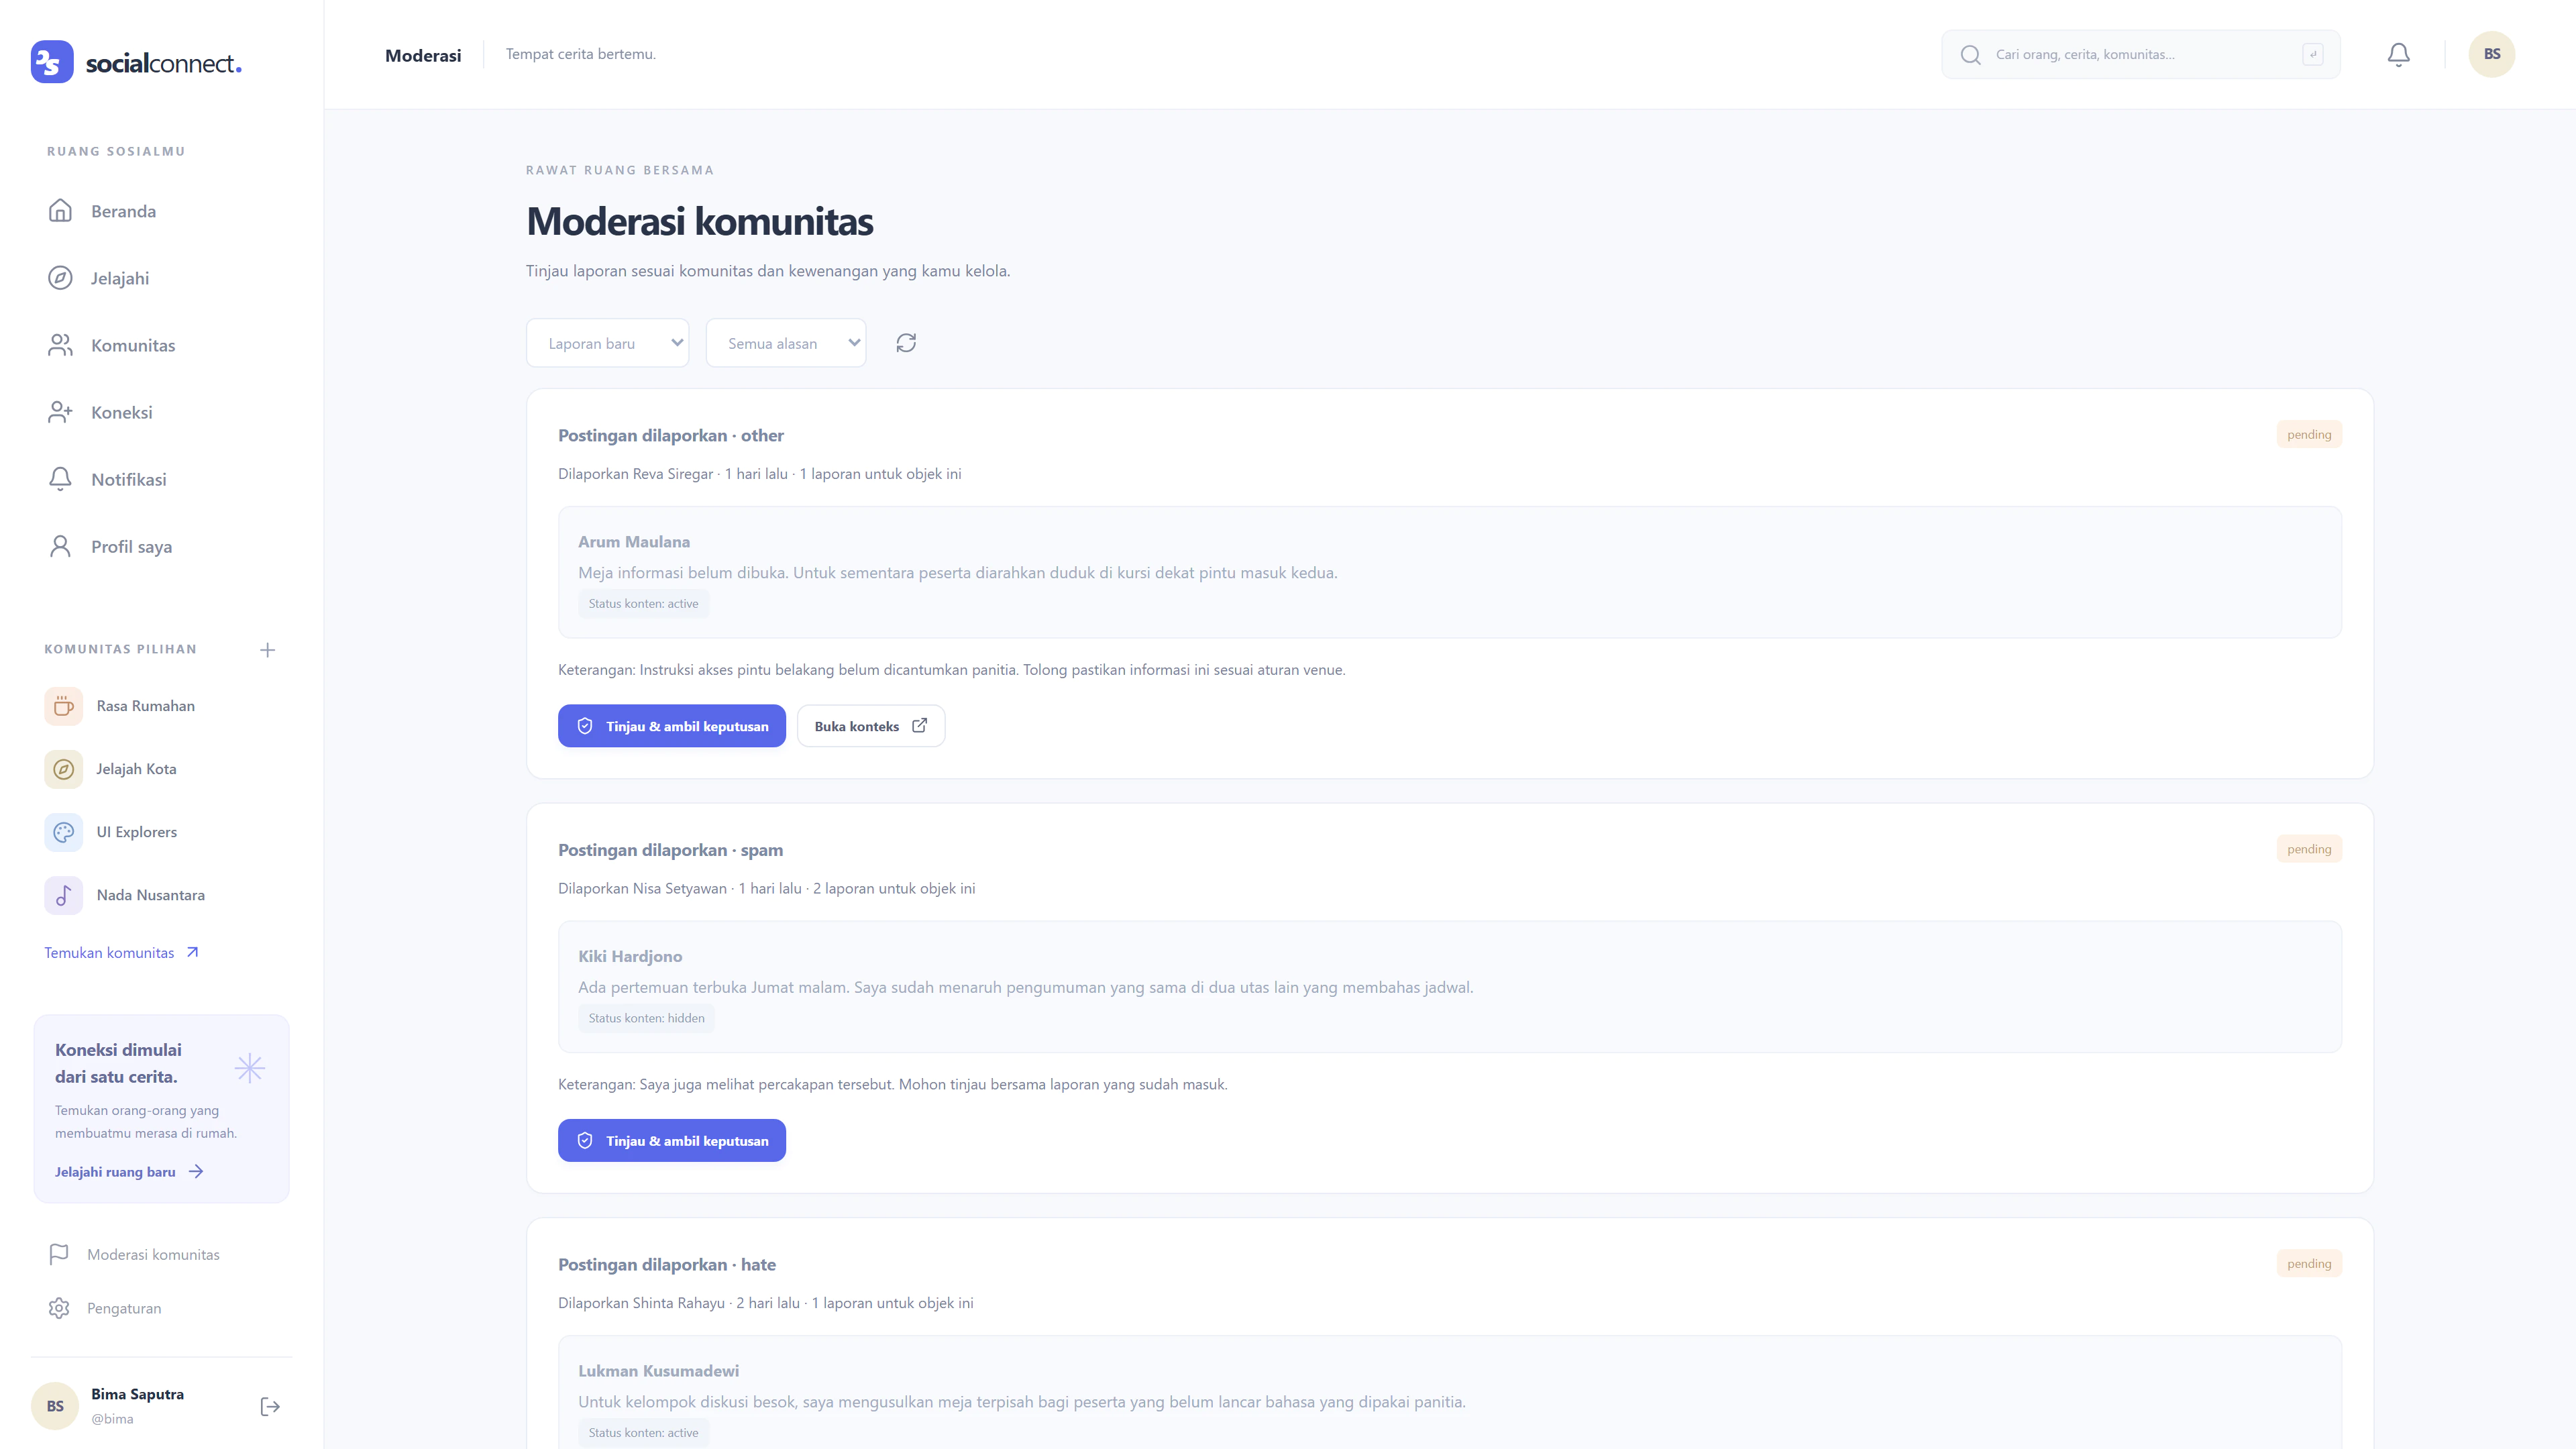 socialconnect.
RUANG SOSIALMU
Beranda
Jelajahi
Komunitas
Koneksi
Notifikasi
Profil saya
KOMUNITAS PILIHAN
Rasa Rumahan
Jelajah Kota
UI Explorers
Nada Nusantara
Temukan komunitas
Koneksi dimulai
dari satu cerita.
Temukan orang-orang yang
membuatmu merasa di rumah.
Jelajahi ruang baru
Moderasi komunitas
Pengaturan
BS
Bima Saputra
@bima
Moderasi
Tempat cerita bertemu.
Cari orang, cerita, komunitas...
BS
RAWAT RUANG BERSAMA
Moderasi komunitas
Tinjau laporan sesuai komunitas dan kewenangan yang kamu kelola.
Laporan baru
Semua alasan
Postingan dilaporkan · other
pending
Dilaporkan Reva Siregar · 1 hari lalu · 1 laporan untuk objek ini
Arum Maulana
Meja informasi belum dibuka. Untuk sementara peserta diarahkan duduk di kursi dekat pintu masuk kedua.
Status konten: active
Keterangan: Instruksi akses pintu belakang belum dicantumkan panitia. Tolong pastikan informasi ini sesuai aturan venue.
Tinjau & ambil keputusan
Buka konteks
Postingan dilaporkan · spam
pending
Dilaporkan Nisa Setyawan · 1 hari lalu · 2 laporan untuk objek ini
Kiki Hardjono
Ada pertemuan terbuka Jumat malam. Saya sudah menaruh pengumuman yang sama di dua utas lain yang membahas jadwal.
Status konten: hidden
Keterangan: Saya juga melihat percakapan tersebut. Mohon tinjau bersama laporan yang sudah masuk.
Tinjau & ambil keputusan
Postingan dilaporkan · hate
pending
Dilaporkan Shinta Rahayu · 2 hari lalu · 1 laporan untuk objek ini
Lukman Kusumadewi
Untuk kelompok diskusi besok, saya mengusulkan meja terpisah bagi peserta yang belum lancar bahasa yang dipakai panitia.
Status konten: active